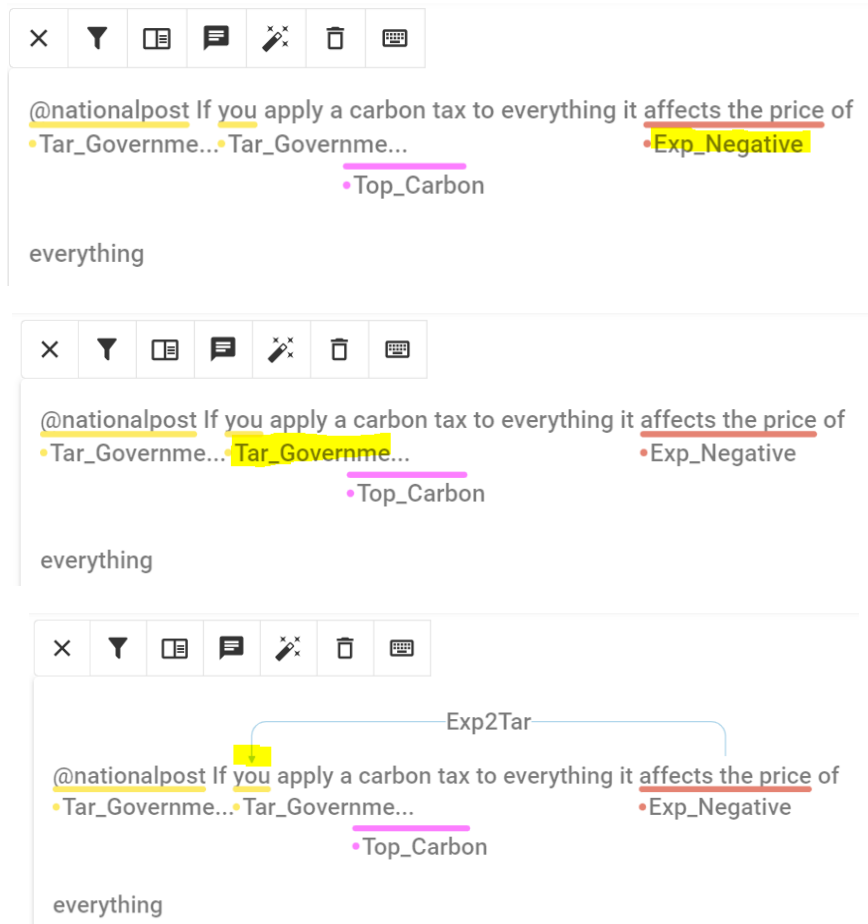 @nationalpost If you apply a carbon tax to everything it affects the price of
Tar_Governme... Tar_Governme... Exp_Negative
Top_Carbon
everything
@nationalpost If you apply a carbon tax to everything it affects the price of
Tar_Governme... Tar_Governme... Exp_Negative
Top_Carbon
everything
Exp2Tar
@nationalpost If you apply a carbon tax to everything it affects the price of
Tar_Governme... Tar_Governme... Exp_Negative
Top_Carbon
everything